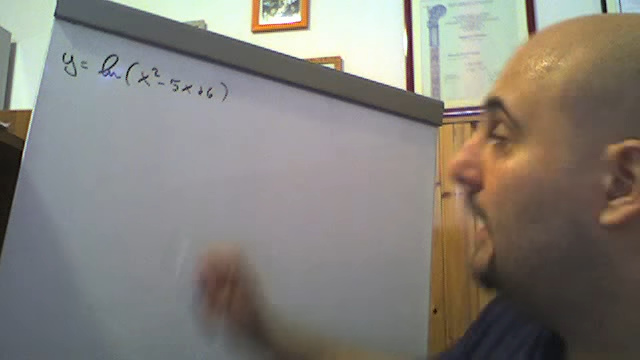 y = ln (x² - 5x + 6)